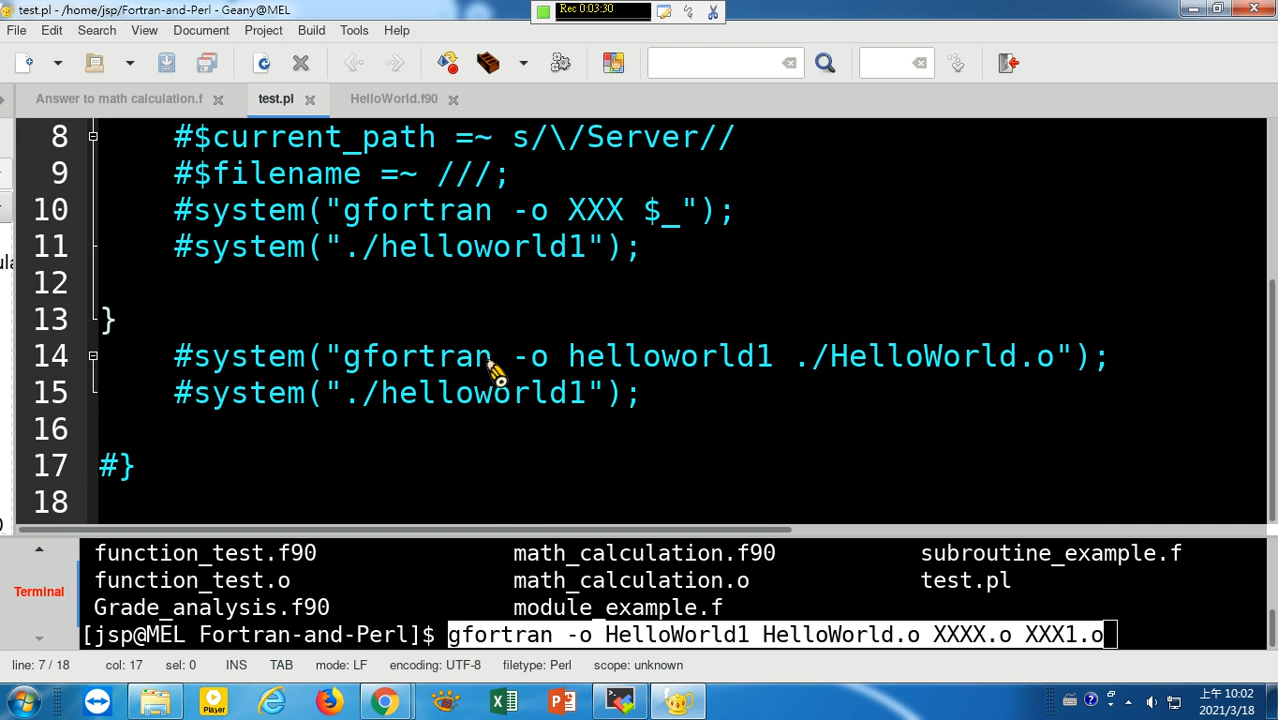 test.pl - /home/jsp/Fortran-and-Perl - Geany@MEL
Rec 0:03:30
File Edit Search View Document Project Build Tools Help
Answer to math calculation.f test.pl HelloWorld.f90
8 #$current_path =~ s/\/Server//
9 #$filename =~ ///;
10 #system("gfortran -o XXX $_");
11 #system("./helloworld1");
12
13 }
14 #system("gfortran -o helloworld1 ./HelloWorld.o");
15 #system("./helloworld1");
16
17 #}
18
function_test.f90 math_calculation.f90 subroutine_example.f
function_test.o math_calculation.o test.pl
Terminal
Grade_analysis.f90 module_example.f
[jsp@MEL Fortran-and-Perl]$ gfortran -o HelloWorld1 HelloWorld.o XXXX.o XXX1.o
line: 7 / 18 col: 17 sel: 0 INS TAB mode: LF encoding: UTF-8 filetype: Perl scope: unknown
Player
上午 10:02
2021/3/18